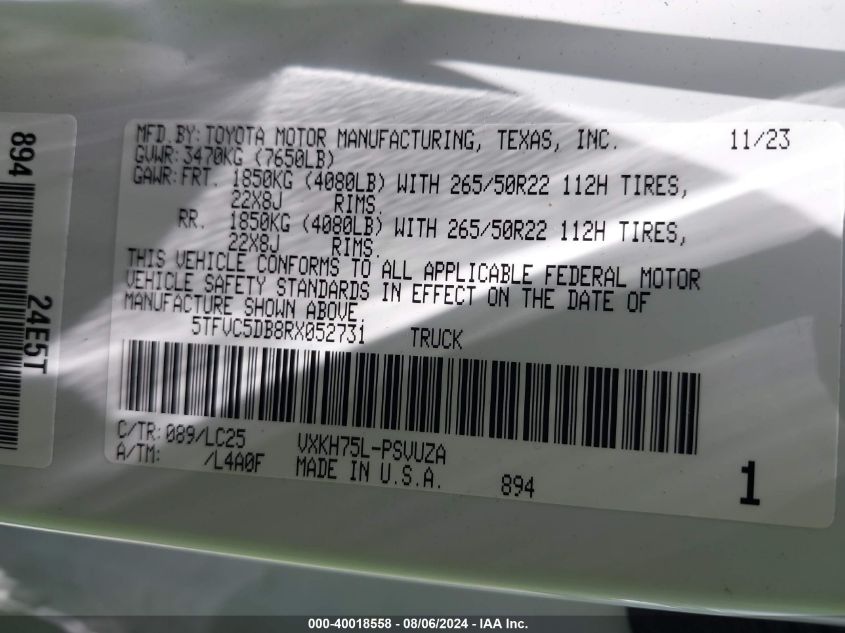 MFD.BY: TOYOTA MOTOR MANUFACTURING, TEXAS, INC. 11/23
GVWR: 3470KG (7650LB)
GAWR: FRT. 1850KG (4080LB) WITH 265/50R22 112H TIRES,
22X8J RIMS.
RR. 1850KG (4080LB) WITH 265/50R22 112H TIRES,
22X8J RIMS.
THIS VEHICLE CONFORMS TO ALL APPLICABLE FEDERAL MOTOR
VEHICLE SAFETY STANDARDS IN EFFECT ON THE DATE OF
MANUFACTURE SHOWN ABOVE.
5TFVC5DB8RX052731 TRUCK
C/TR: 089/LC25 VXKH75L-PSVUZA
A/TM: /L4A0F MADE IN U.S.A. 894 1
894
24E5T
000-40018558 - 08/06/2024 - IAA Inc.